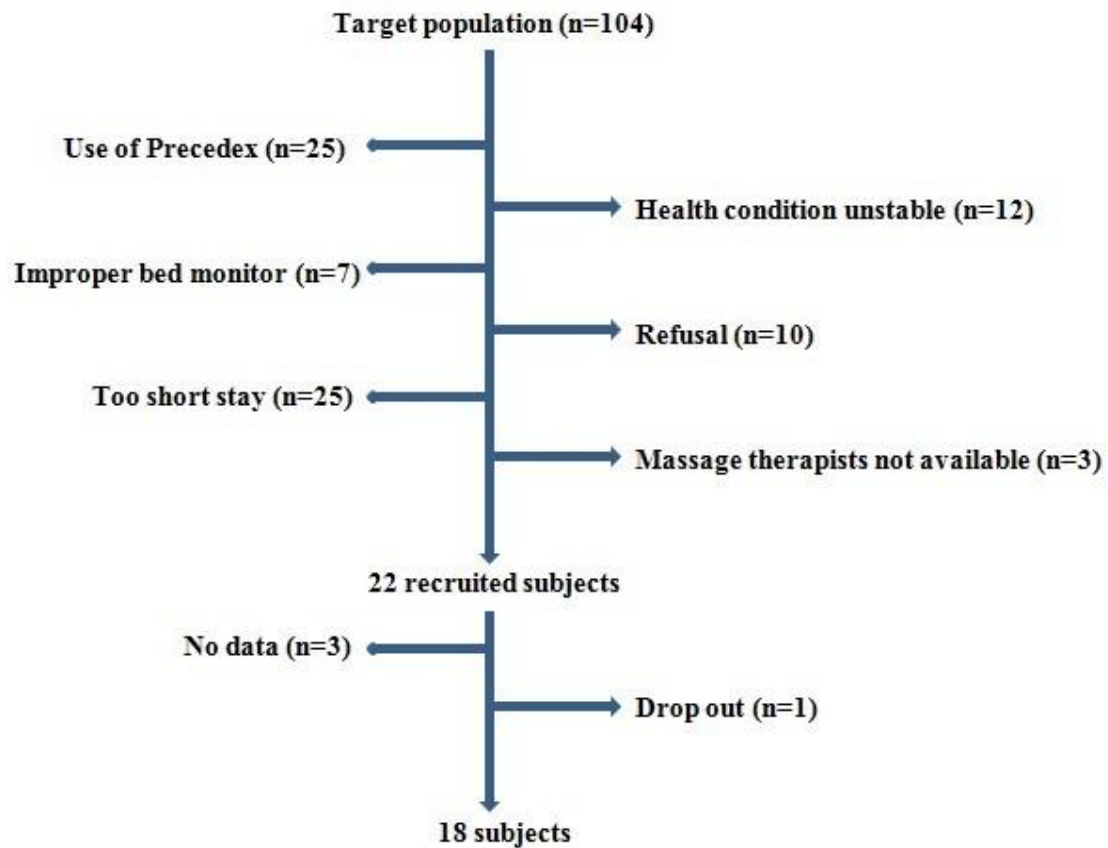 Target population (n=104)
Use of Precedex (n=25)
Health condition unstable (n=12)
Improper bed monitor (n=7)
Refusal (n=10)
Too short stay (n=25)
Massage therapists not available (n=3)
22 recruited subjects
No data (n=3)
Drop out (n=1)
18 subjects